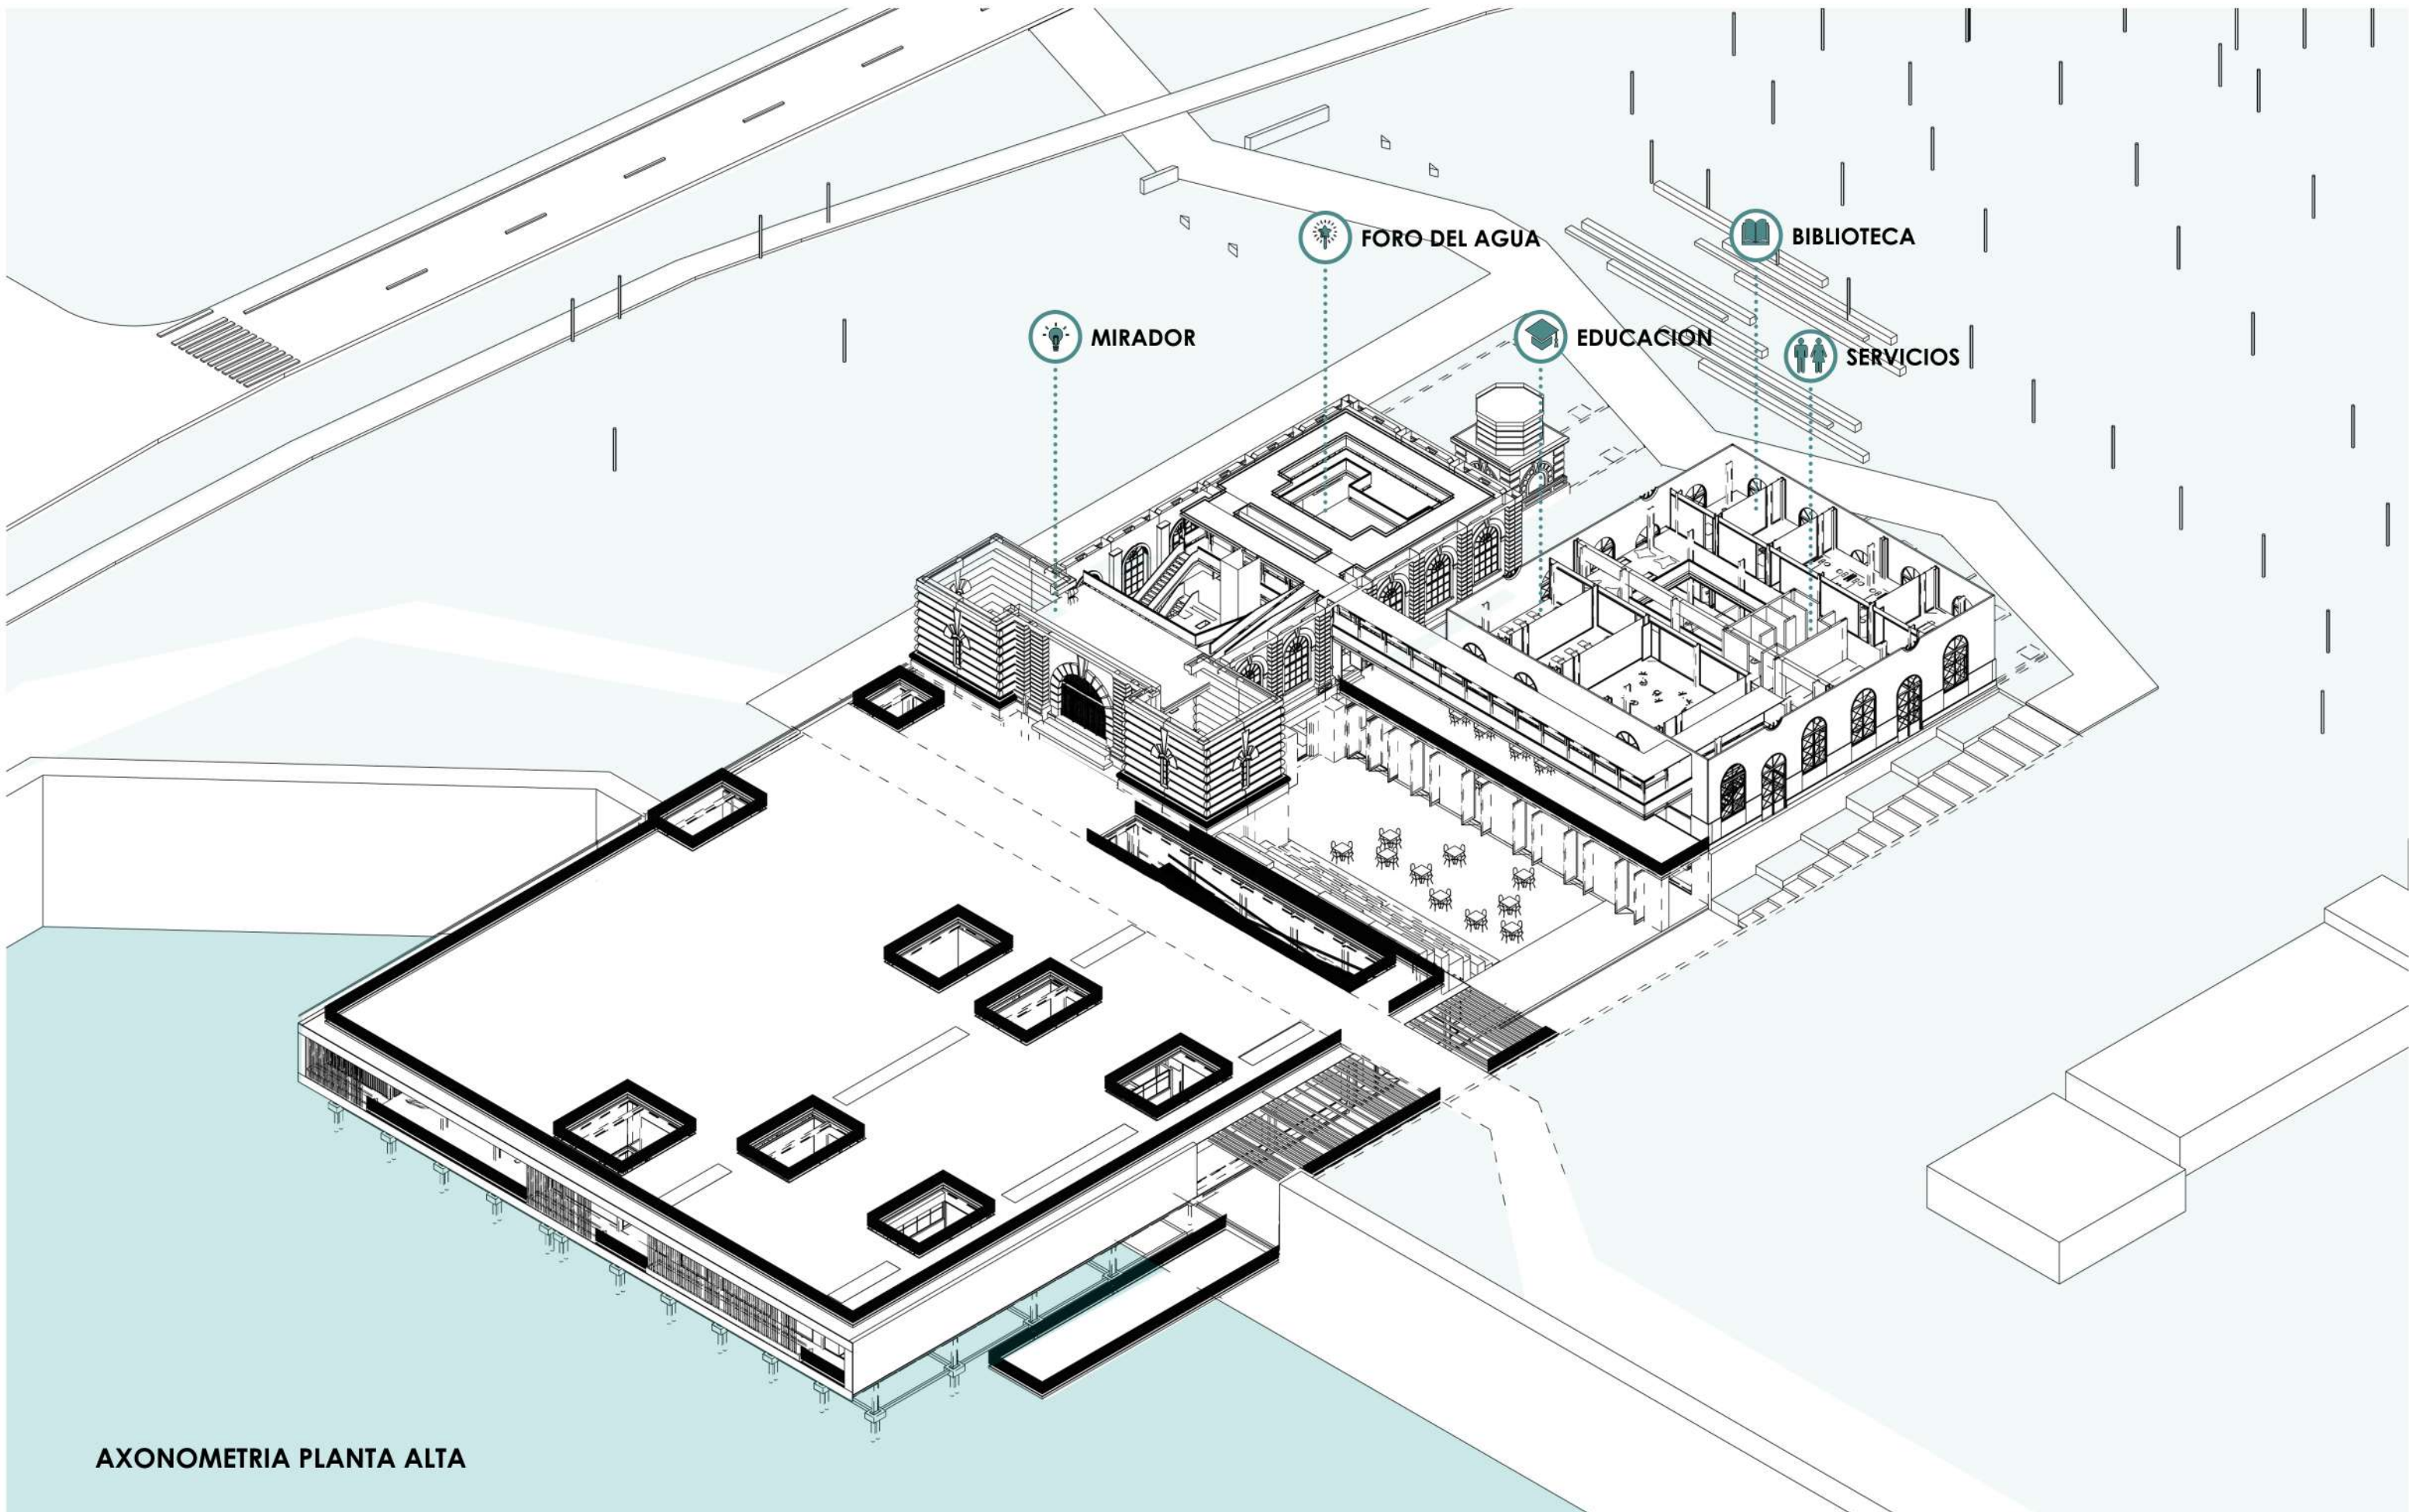 FORO DEL AGUA
BIBLIOTECA
MIRADOR
EDUCACION
SERVICIOS
AXONOMETRIA PLANTA ALTA